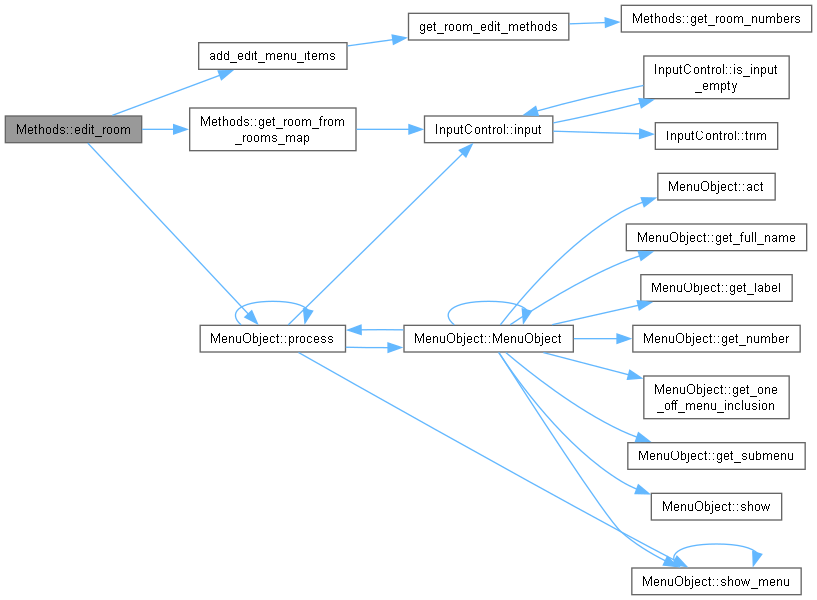 Methods::edit_room
add_edit_menu_items
get_room_edit_methods
Methods::get_room_numbers
Methods::get_room_from
_rooms_map
InputControl::input
InputControl::is_input
_empty
InputControl::trim
MenuObject::process
MenuObject::MenuObject
MenuObject::act
MenuObject::get_full_name
MenuObject::get_label
MenuObject::get_number
MenuObject::get_one
_off_menu_inclusion
MenuObject::get_submenu
MenuObject::show
MenuObject::show_menu